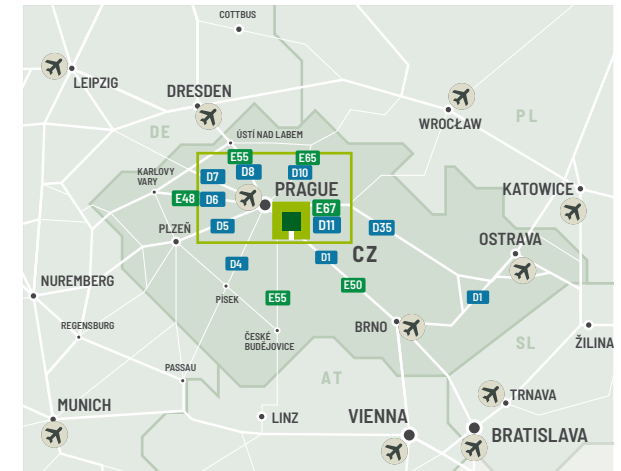 COTTBUS
LEIPZIG
DRESDEN
WROCŁAW
PL
DE
ÚSTÍ NAD LABEM
E55
E65
D7
D8
D10
KARLOVY
VARY
PRAGUE
KATOWICE
E48
D6
E67
PLZEŇ
D5
D11
D35
OSTRAVA
CZ
D4
D1
NUREMBERG
PÍSEK
E55
E50
D1
REGENSBURG
ČESKÉ
BUDĚJOVICE
BRNO
SL
ŽILINA
PASSAU
AT
TRNAVA
MUNICH
LINZ
VIENNA
BRATISLAVA